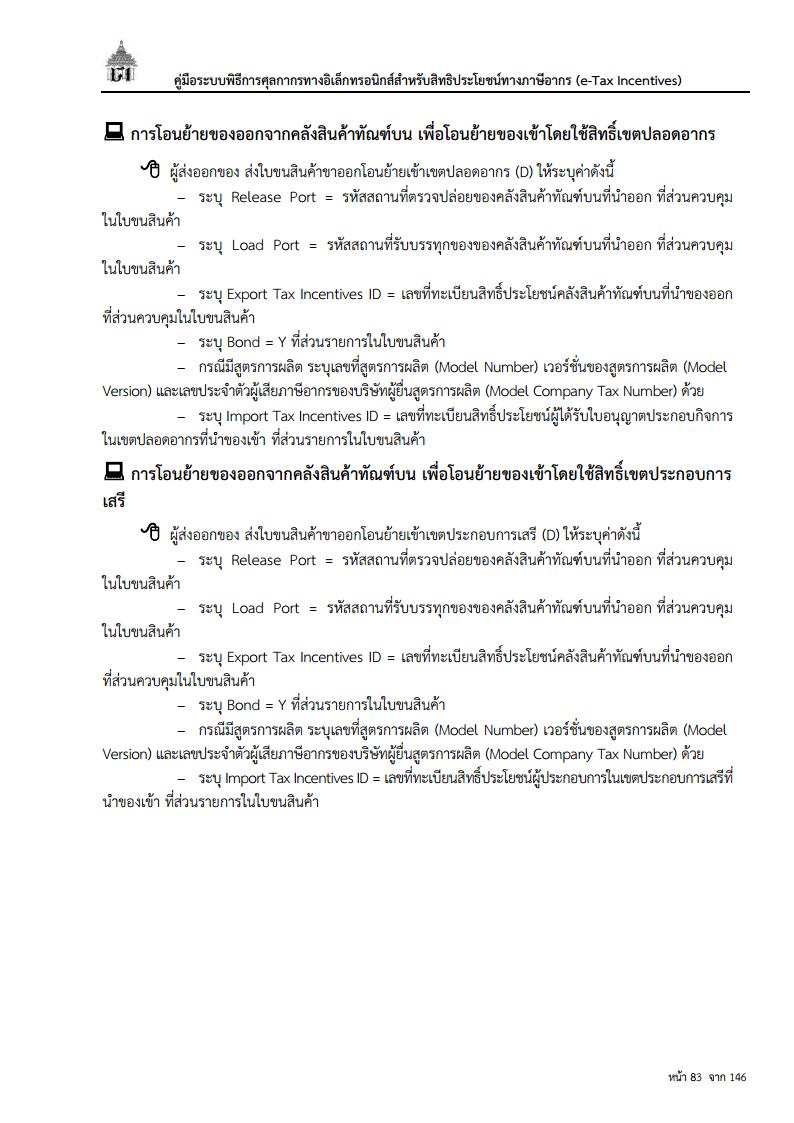 คู่มือระบบพิธีการศุลกากรทางอิเล็กทรอนิกส์สำหรับสิทธิประโยชน์ทางภาษีอากร (e-Tax Incentives)
การโอนย้ายของออกจากคลังสินค้าทัณฑ์บน เพื่อโอนย้ายของเข้าโดยใช้สิทธิ์เขตปลอดอากร
ผู้ส่งออกของ ส่งใบขนสินค้าขาออกโอนย้ายเข้าเขตปลอดอากร (D) ให้ระบุค่าดังนี้
– ระบุ Release Port = รหัสสถานที่ตรวจปล่อยของคลังสินค้าทัณฑ์บนที่นำออก ที่ส่วนควบคุม
ในใบขนสินค้า
– ระบุ Load Port = รหัสสถานที่รับบรรทุกของของคลังสินค้าทัณฑ์บนที่นำออก ที่ส่วนควบคุม
ในใบขนสินค้า
– ระบุ Export Tax Incentives ID = เลขที่ทะเบียนสิทธิ์ประโยชน์คลังสินค้าทัณฑ์บนที่นำของออก
ที่ส่วนควบคุมในใบขนสินค้า
– ระบุ Bond = Y ที่ส่วนรายการในใบขนสินค้า
– กรณีมีสูตรการผลิต ระบุเลขที่สูตรการผลิต (Model Number) เวอร์ชั่นของสูตรการผลิต (Model
Version) และเลขประจำตัวผู้เสียภาษีอากรของบริษัทผู้ยื่นสูตรการผลิต (Model Company Tax Number) ด้วย
– ระบุ Import Tax Incentives ID = เลขที่ทะเบียนสิทธิ์ประโยชน์ผู้ได้รับใบอนุญาตประกอบกิจการ
ในเขตปลอดอากรที่นำของเข้า ที่ส่วนรายการในใบขนสินค้า
การโอนย้ายของออกจากคลังสินค้าทัณฑ์บน เพื่อโอนย้ายของเข้าโดยใช้สิทธิ์เขตประกอบการ
เสรี
ผู้ส่งออกของ ส่งใบขนสินค้าขาออกโอนย้ายเข้าเขตประกอบการเสรี (D) ให้ระบุค่าดังนี้
– ระบุ Release Port = รหัสสถานที่ตรวจปล่อยของคลังสินค้าทัณฑ์บนที่นำออก ที่ส่วนควบคุม
ในใบขนสินค้า
– ระบุ Load Port = รหัสสถานที่รับบรรทุกของของคลังสินค้าทัณฑ์บนที่นำออก ที่ส่วนควบคุม
ในใบขนสินค้า
– ระบุ Export Tax Incentives ID = เลขที่ทะเบียนสิทธิ์ประโยชน์คลังสินค้าทัณฑ์บนที่นำของออก
ที่ส่วนควบคุมในใบขนสินค้า
– ระบุ Bond = Y ที่ส่วนรายการในใบขนสินค้า
– กรณีมีสูตรการผลิต ระบุเลขที่สูตรการผลิต (Model Number) เวอร์ชั่นของสูตรการผลิต (Model
Version) และเลขประจำตัวผู้เสียภาษีอากรของบริษัทผู้ยื่นสูตรการผลิต (Model Company Tax Number) ด้วย
– ระบุ Import Tax Incentives ID = เลขที่ทะเบียนสิทธิ์ประโยชน์ผู้ประกอบการในเขตประกอบการเสรีที่
นำของเข้า ที่ส่วนรายการในใบขนสินค้า
หน้า 83 จาก 146